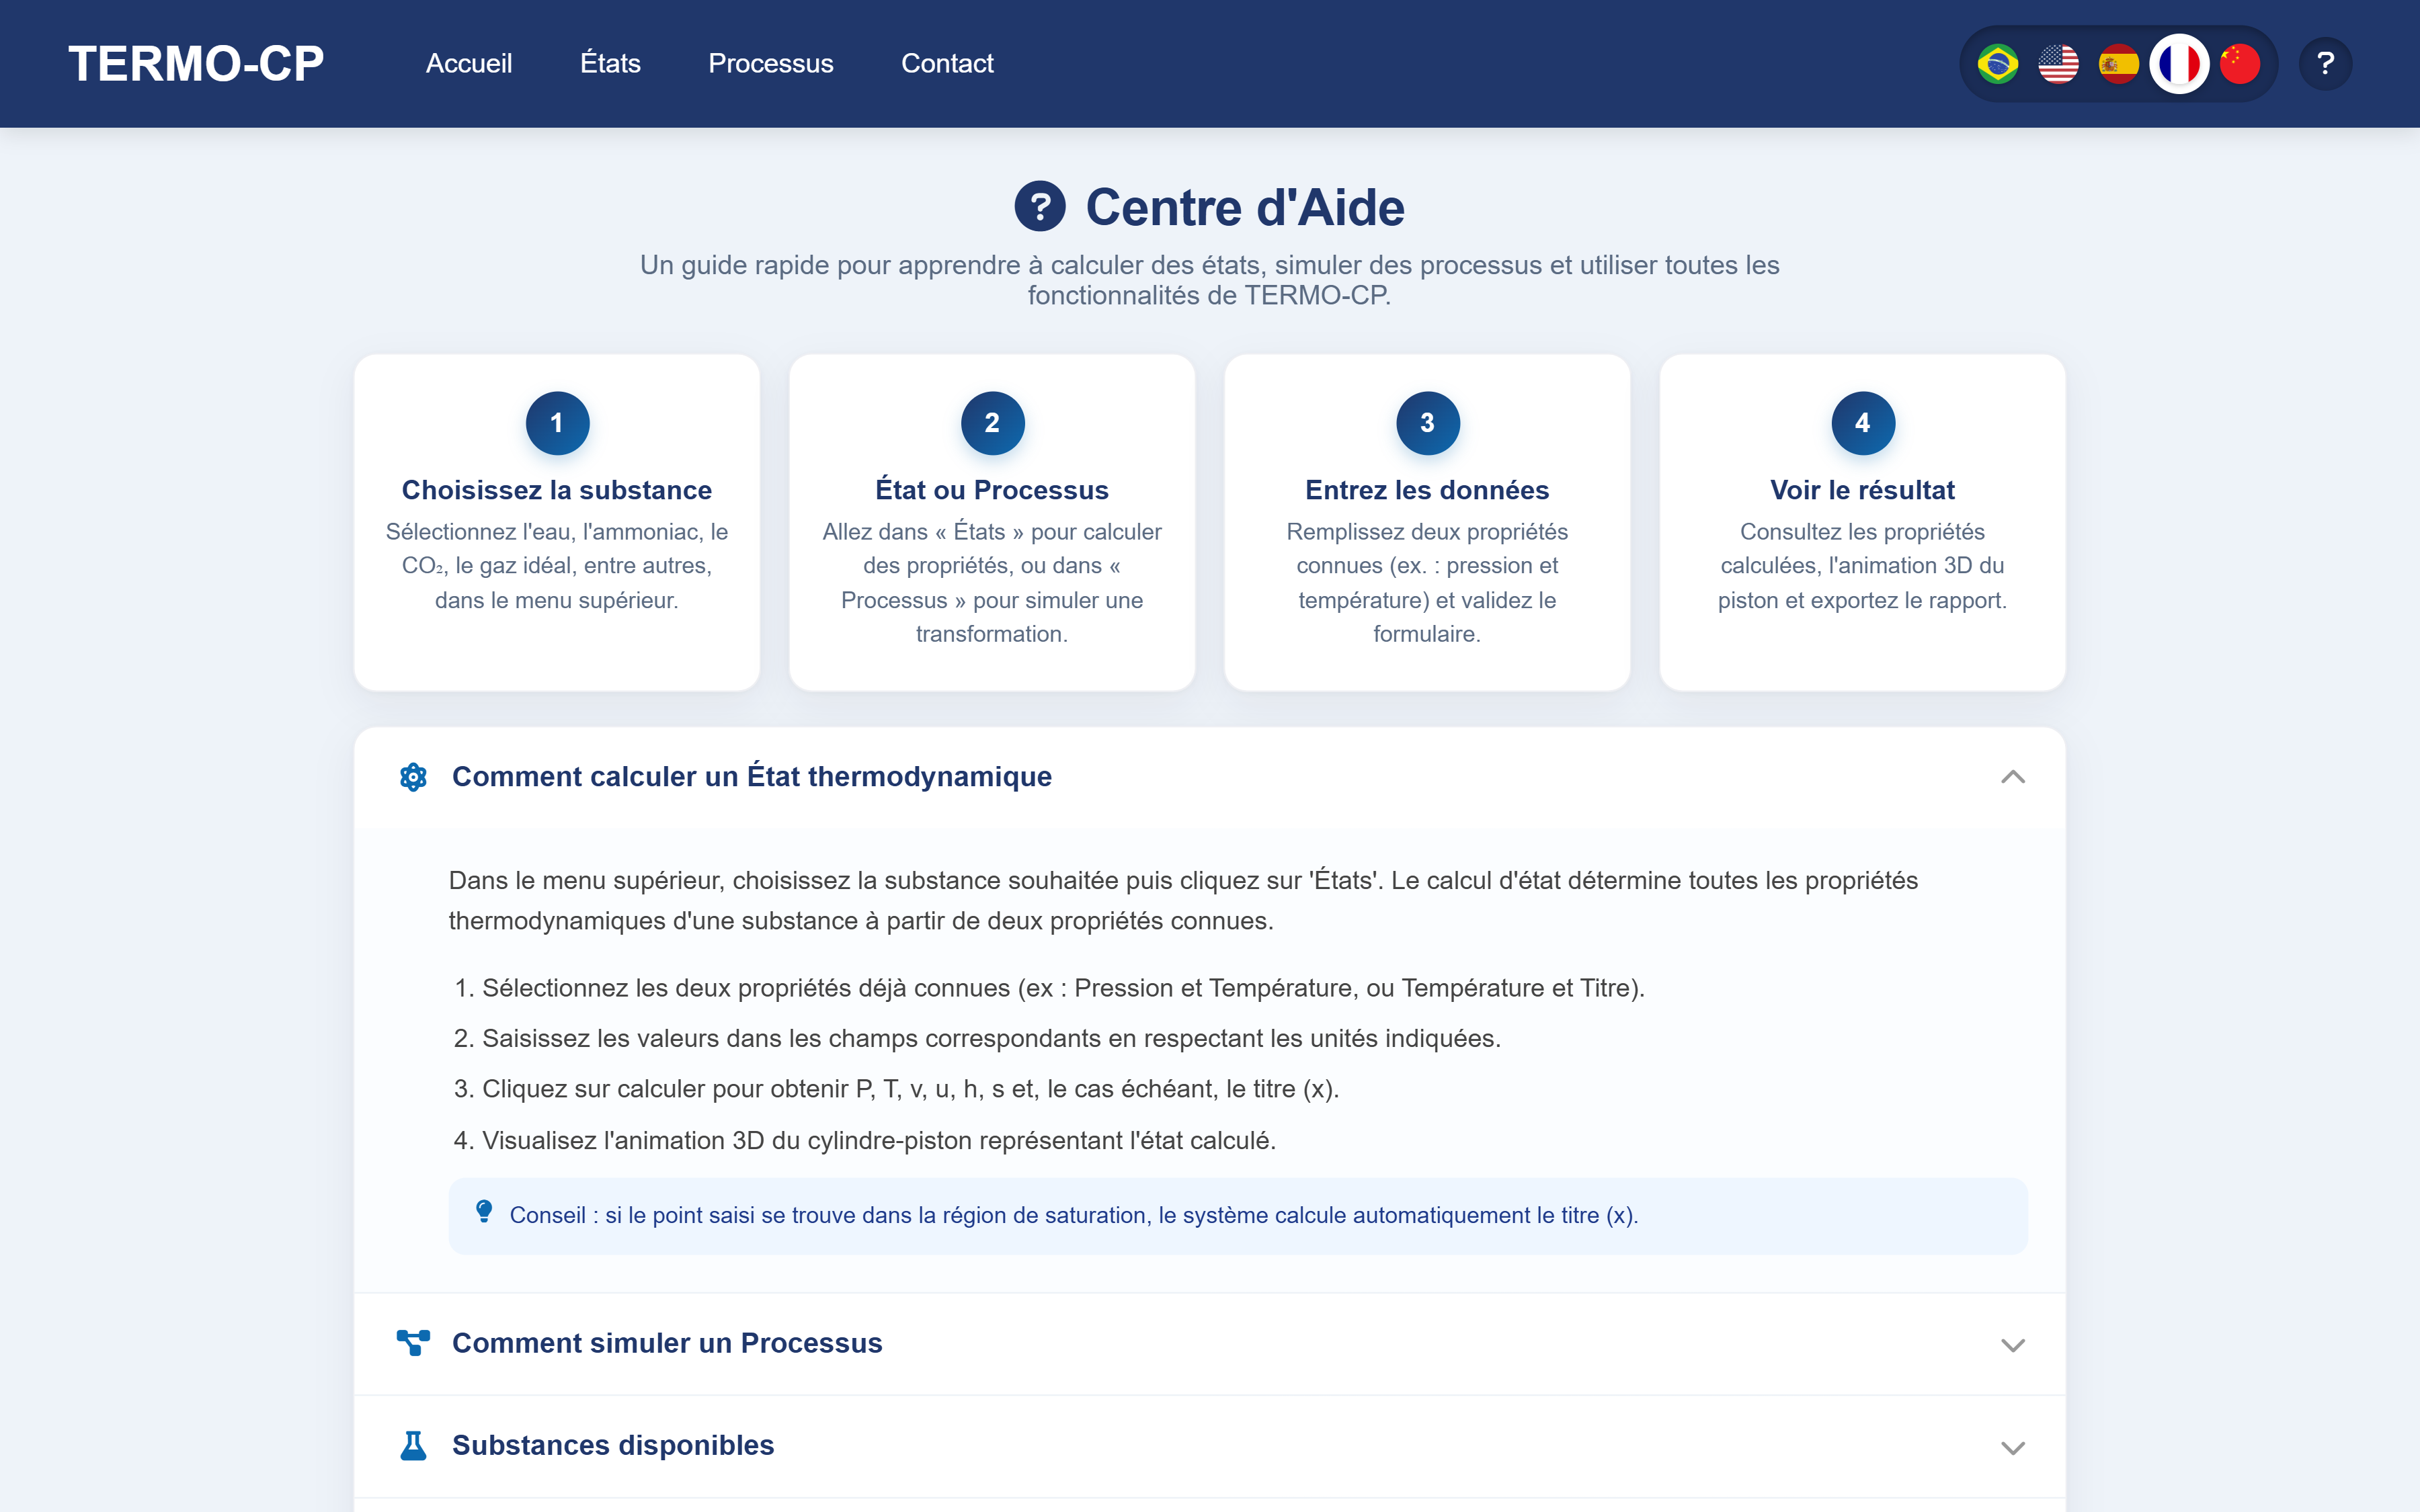 TERMO-CP
Accueil
États
Processus
Contact
?
? Centre d'Aide
Un guide rapide pour apprendre à calculer des états, simuler des processus et utiliser toutes les
fonctionnalités de TERMO-CP.
1
Choisissez la substance
Sélectionnez l'eau, l'ammoniac, le
CO₂, le gaz idéal, entre autres,
dans le menu supérieur.
2
État ou Processus
Allez dans « États » pour calculer
des propriétés, ou dans «
Processus » pour simuler une
transformation.
3
Entrez les données
Remplissez deux propriétés
connues (ex. : pression et
température) et validez le
formulaire.
4
Voir le résultat
Consultez les propriétés
calculées, l'animation 3D du
piston et exportez le rapport.
Comment calculer un État thermodynamique
Dans le menu supérieur, choisissez la substance souhaitée puis cliquez sur 'États'. Le calcul d'état détermine toutes les propriétés
thermodynamiques d'une substance à partir de deux propriétés connues.
1. Sélectionnez les deux propriétés déjà connues (ex : Pression et Température, ou Température et Titre).
2. Saisissez les valeurs dans les champs correspondants en respectant les unités indiquées.
3. Cliquez sur calculer pour obtenir P, T, v, u, h, s et, le cas échéant, le titre (x).
4. Visualisez l'animation 3D du cylindre-piston représentant l'état calculé.
Conseil : si le point saisi se trouve dans la région de saturation, le système calcule automatiquement le titre (x).
Comment simuler un Processus
Substances disponibles